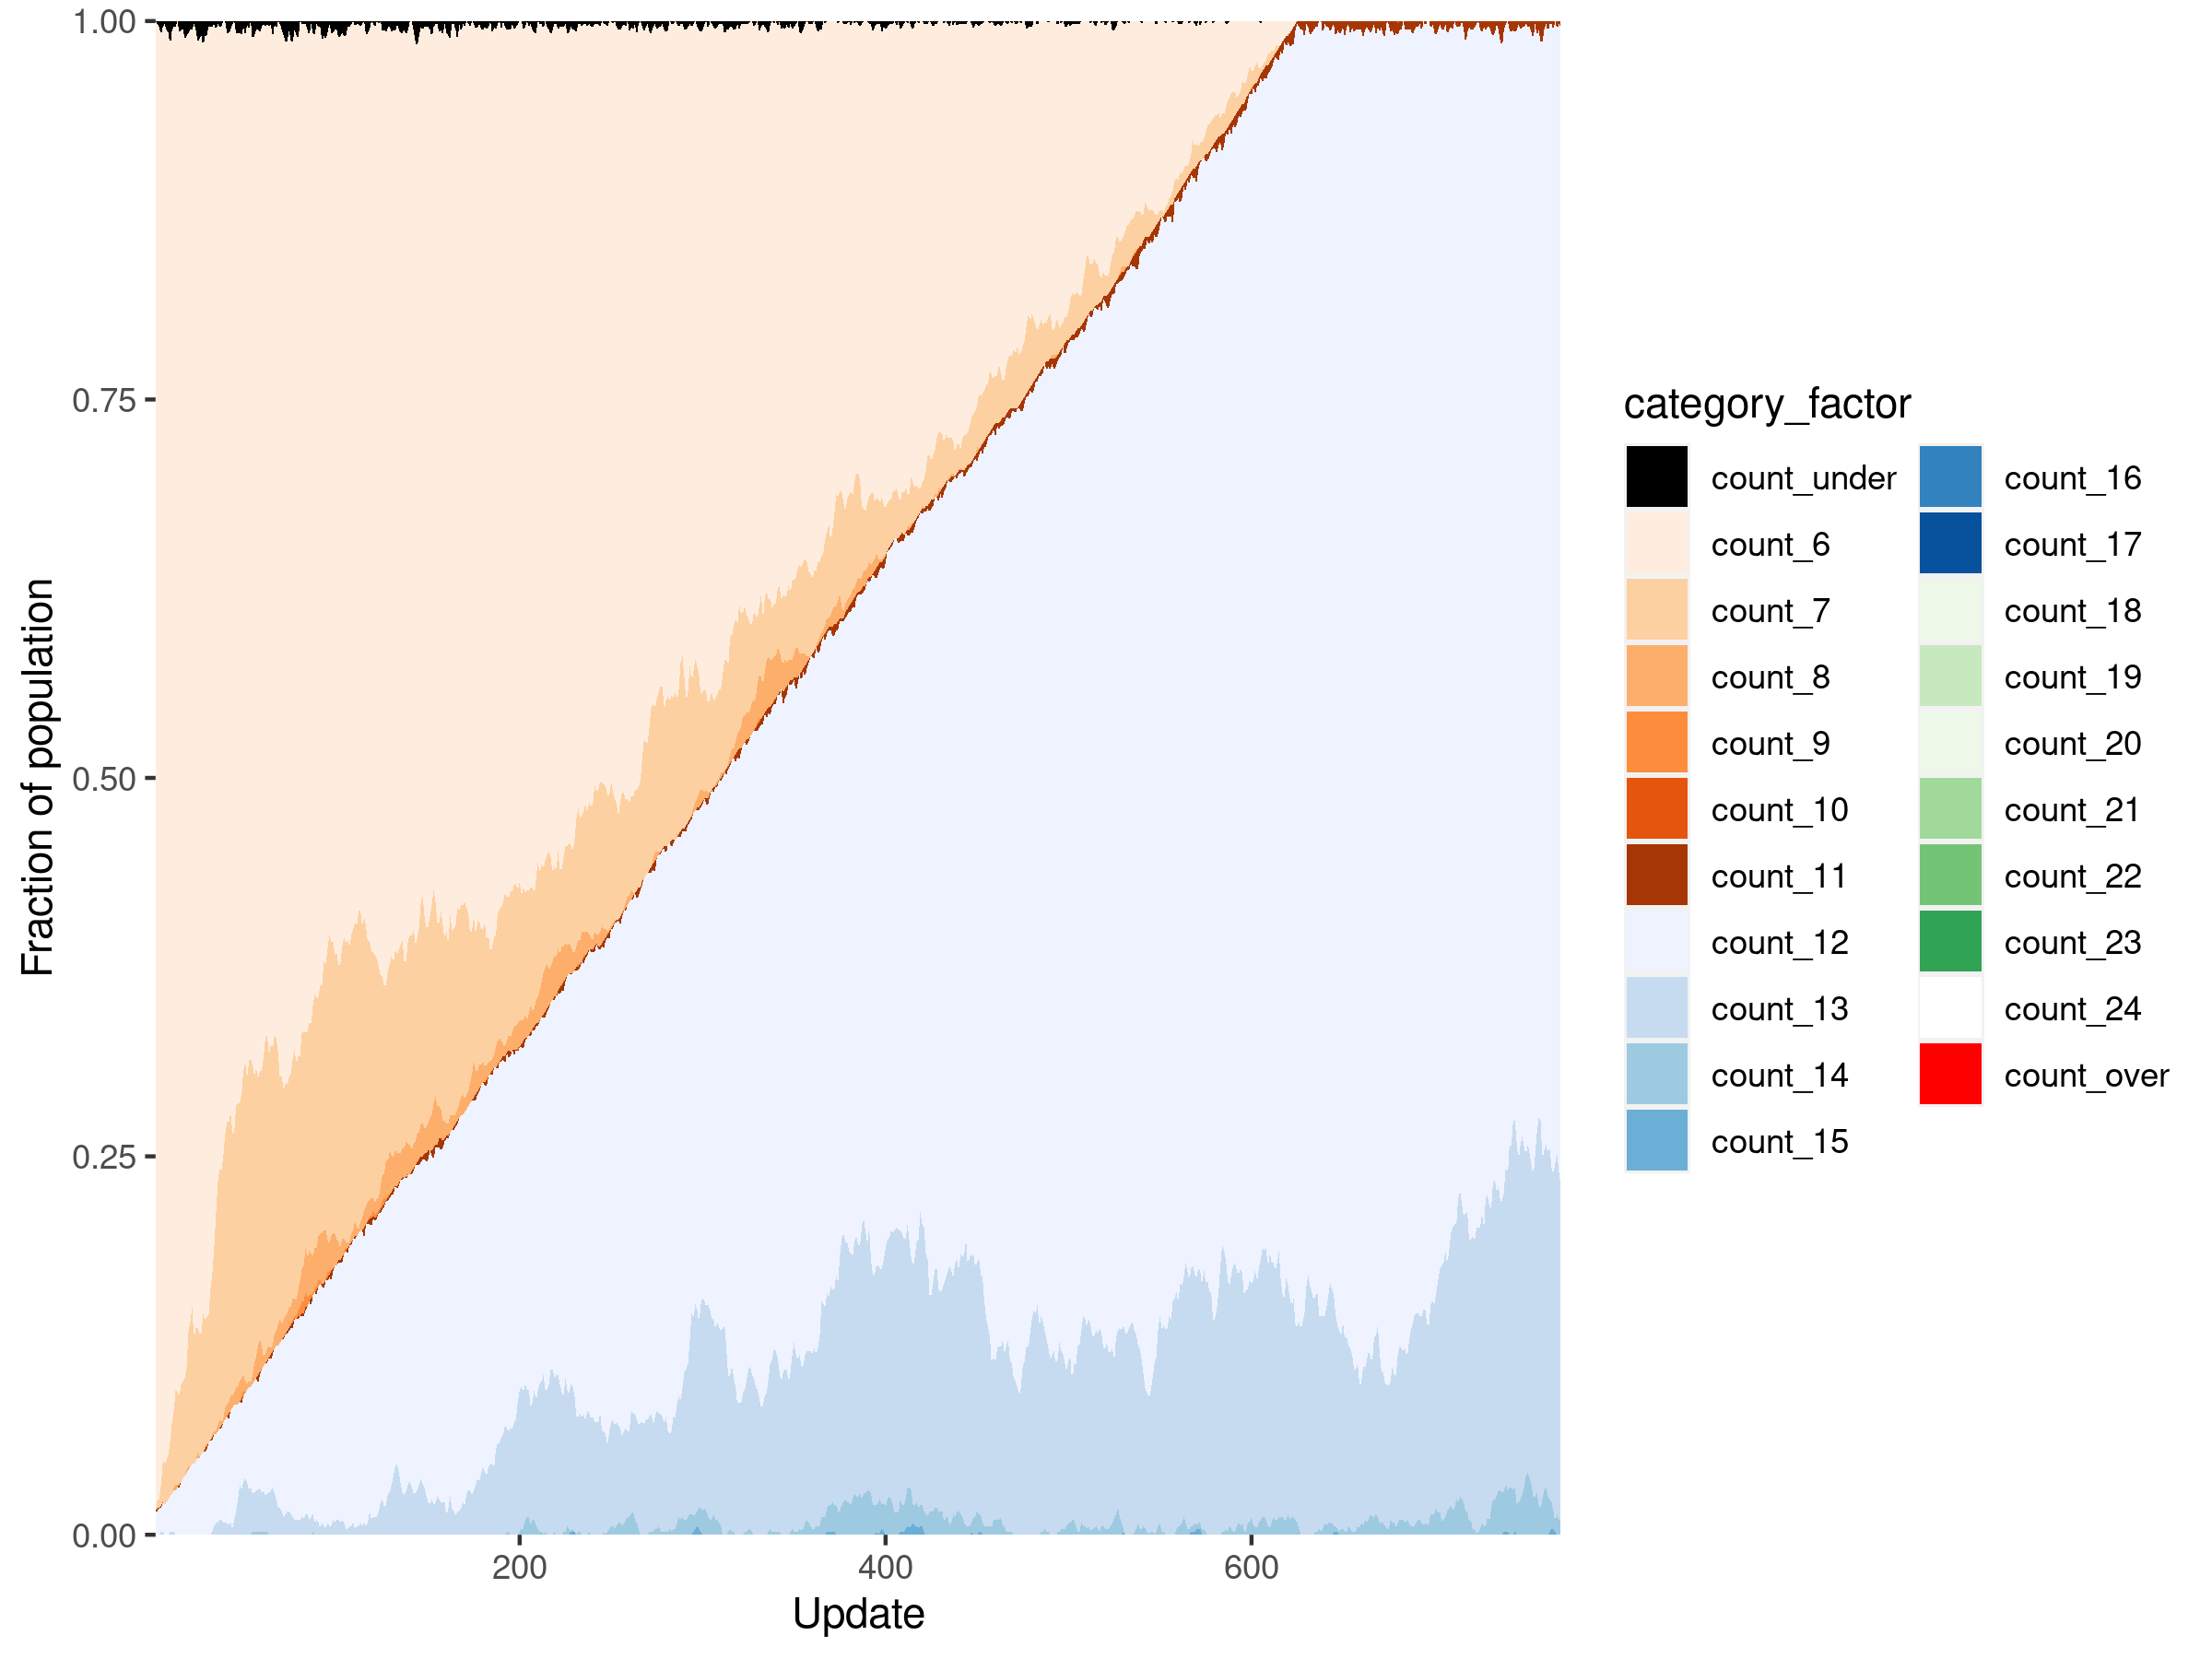 1.00
0.75
0.50
0.25
0.00
Fraction of population
200
400
600
Update
category_factor
count_under
count_6
count_7
count_8
count_9
count_10
count_11
count_12
count_13
count_14
count_15
count_16
count_17
count_18
count_19
count_20
count_21
count_22
count_23
count_24
count_over